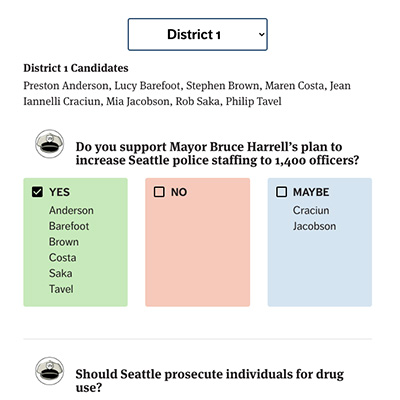 District 1
District 1 Candidates
Preston Anderson, Lucy Barefoot, Stephen Brown, Maren Costa, Jean
Iannelli Craciun, Mia Jacobson, Rob Saka, Philip Tavel
Do you support Mayor Bruce Harrell’s plan to
increase Seattle police staffing to 1,400 officers?
YES
Anderson
Barefoot
Brown
Costa
Saka
Tavel
NO
MAYBE
Craciun
Jacobson
Should Seattle prosecute individuals for drug
use?